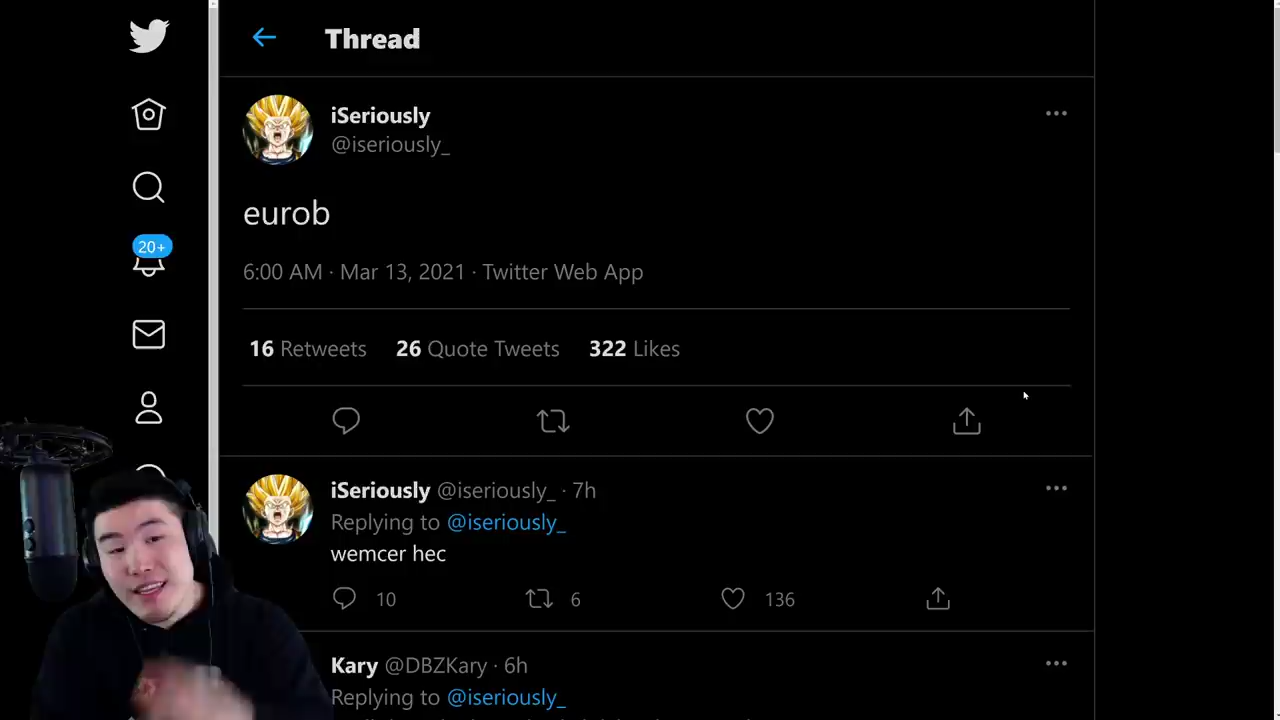 Thread
iSeriously
@iseriously_
eurob
6:00 AM · Mar 13, 2021 · Twitter Web App
20+
16 Retweets 26 Quote Tweets 322 Likes
iSeriously @iseriously_ · 7h
Replying to @iseriously_
wemcer hec
10 6 136
Kary @DBZKary · 6h
Replying to @iseriously_